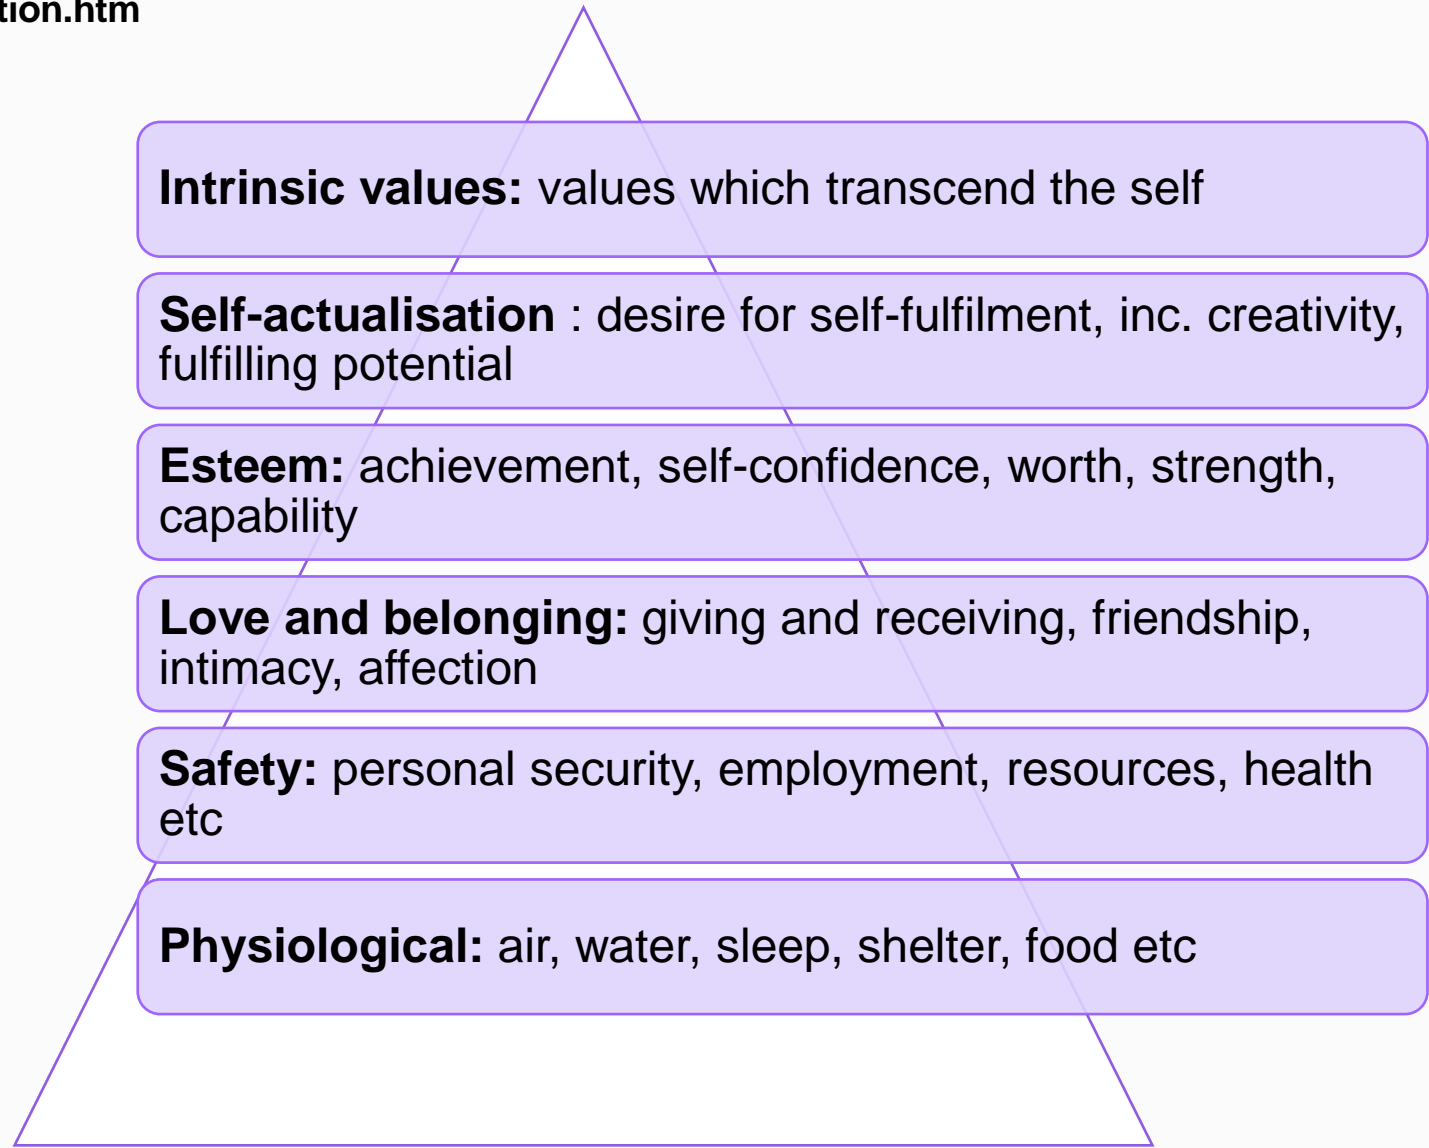 tion.htm
Intrinsic values: values which transcend the self
Self-actualisation : desire for self-fulfilment, inc. creativity,
fulfilling potential
Esteem: achievement, self-confidence, worth, strength,
capability
Love and belonging: giving and receiving, friendship,
intimacy, affection
Safety: personal security, employment, resources, health
etc
Physiological: air, water, sleep, shelter, food etc